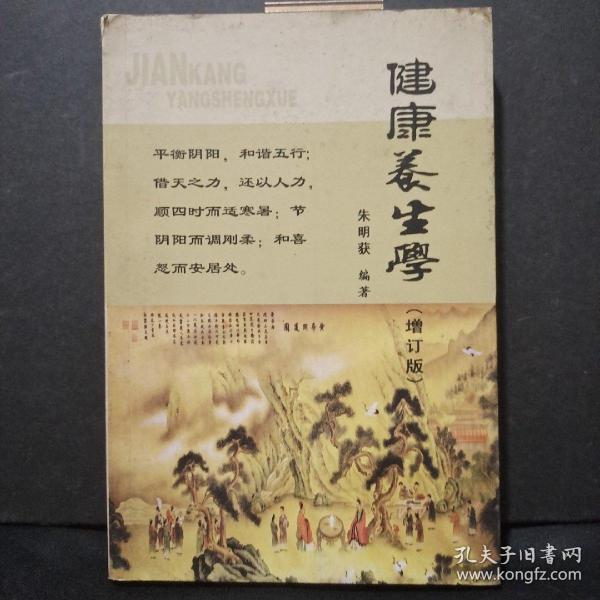 JIANKANG
YANGSHENGXUE
健康养生學
（增订版）
朱明获 编著
平衡阴阳，和谐五行；
借天之力，还以人力，
顺四时而适寒暑；节
阴阳而调刚柔；和喜
怒而安居处。
孔夫子旧书网
www.kongfz.com